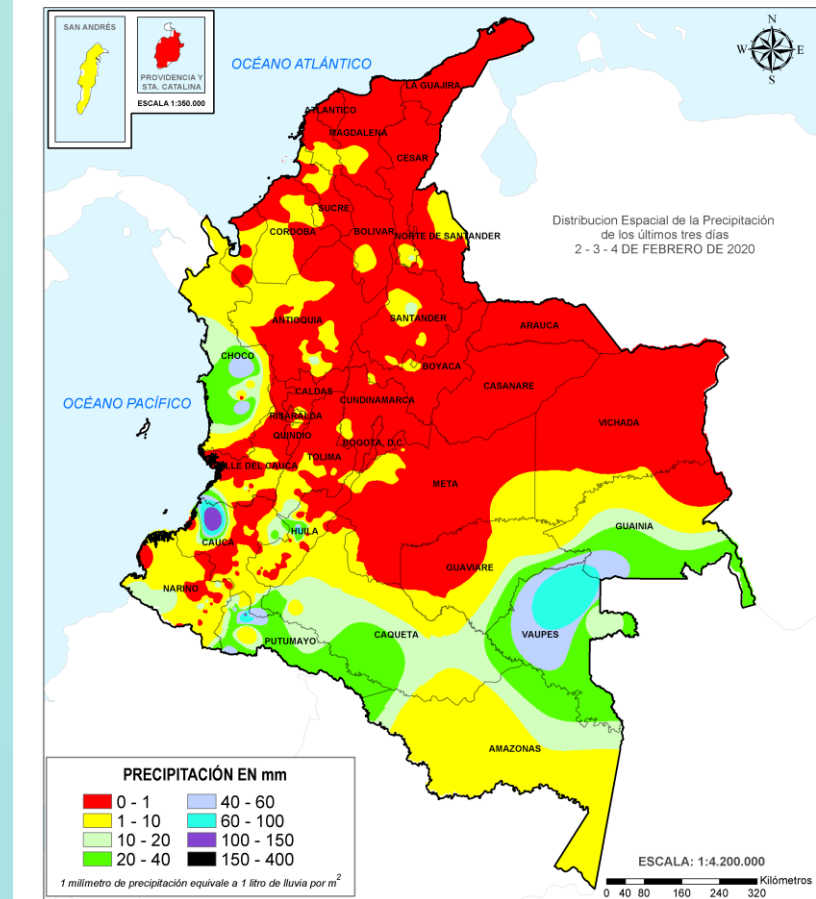 SAN ANDRÉS
PROVIDENCIA Y
STA. CATALINA
ESCALA 1:350.000
OCÉANO ATLÁNTICO
N
W
E
S
LA GUAJIRA
ATLANTICO
MAGDALENA
CESAR
SUCRE
CORDOBA
BOLIVAR
NORTE DE SANTANDER
Distribucion Espacial de la Precipitación
de los últimos tres días
2 - 3 - 4 DE FEBRERO DE 2020
ANTIOQUIA
SANTANDER
ARAUCA
CHOCO
BOYACA
CASANARE
OCÉANO PACÍFICO
CALDAS
CUNDINAMARCA
RISARALDA
VICHADA
QUINDIO
BOGOTA, D.C.
VALLE DEL CAUCA
TOLIMA
META
GUAINIA
CAUCA
HUILA
GUAVIARE
NARIÑO
PUTUMAYO
CAQUETA
VAUPES
AMAZONAS
PRECIPITACIÓN EN mm
0 - 1
40 - 60
1 - 10
60 - 100
10 - 20
100 - 150
20 - 40
150 - 400
1 milímetro de precipitación equivale a 1 litro de lluvia por m²
ESCALA: 1:4.200.000
Kilómetros
0 40 80 160 240 320